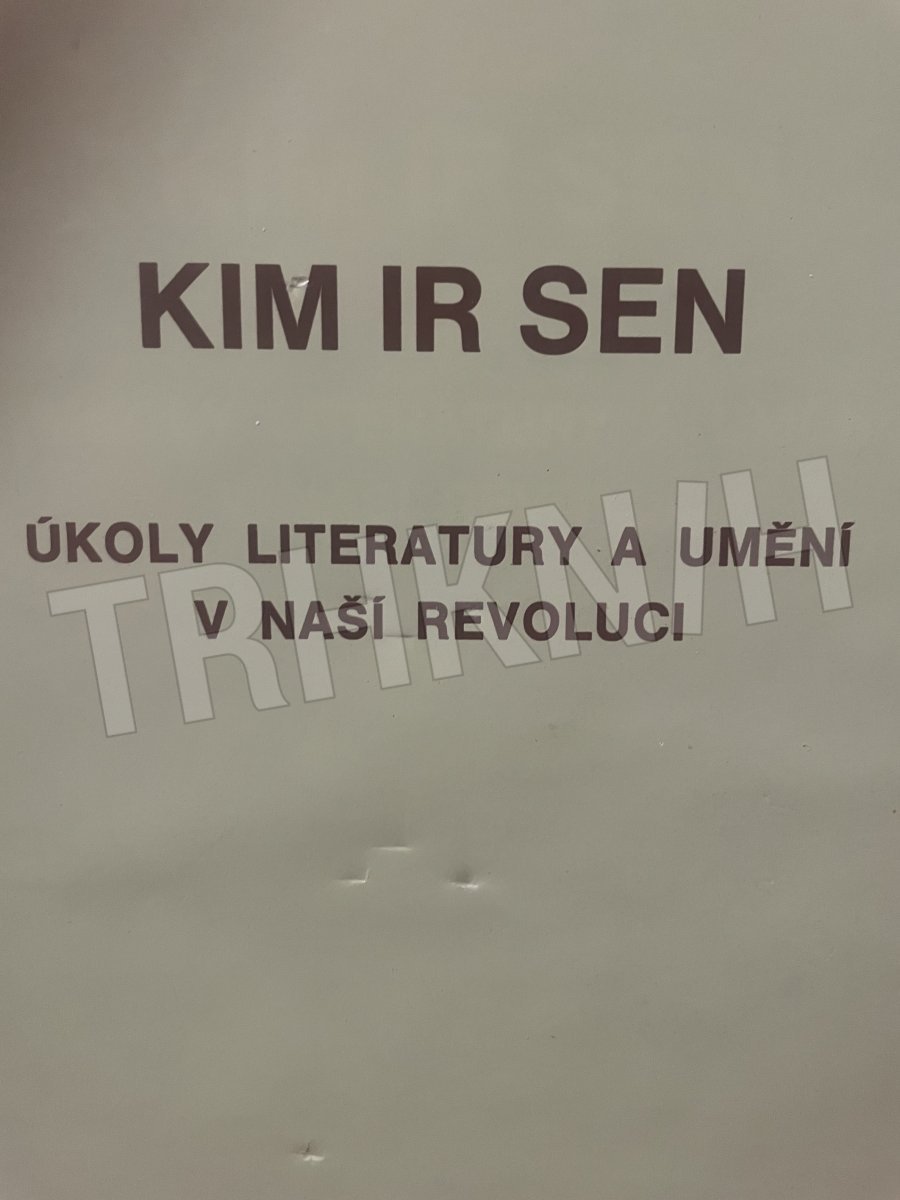 KIM IR SEN
ÚKOLY LITERATURY A UMĚNÍ
V NAŠÍ REVOLUCI
TRHKNIH